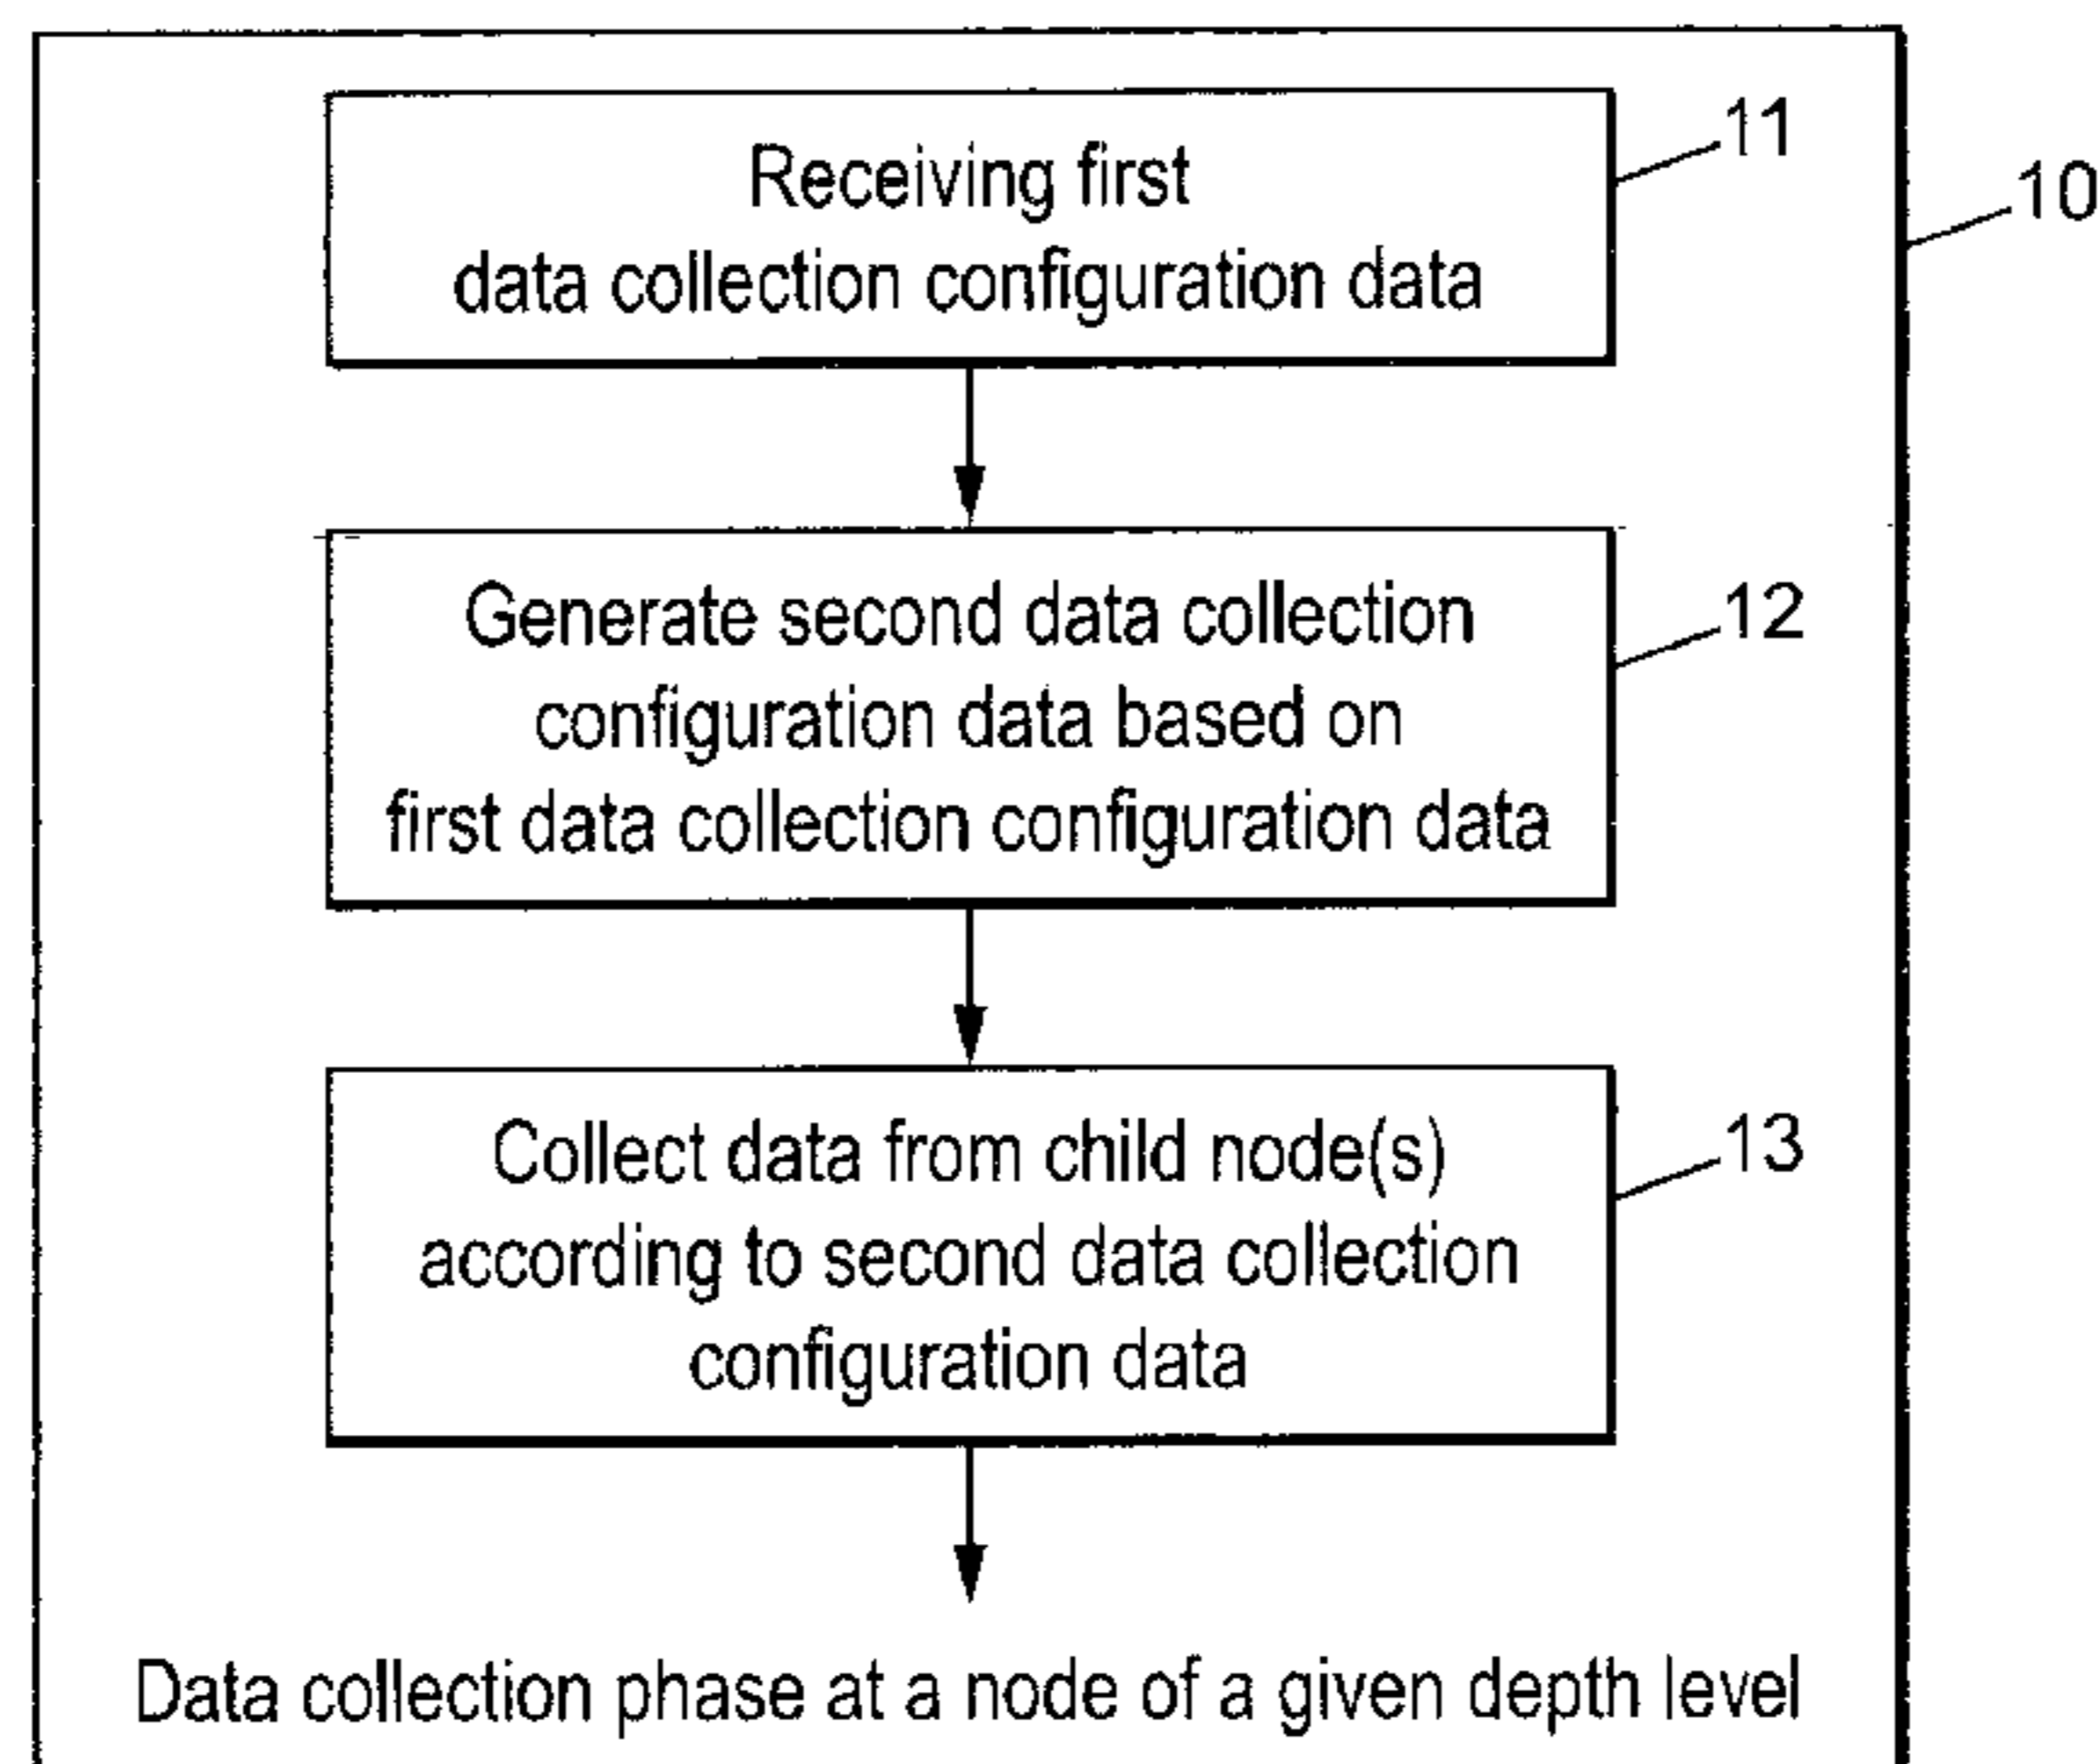 Receiving first
data collection configuration data
11
10
Generate second data collection
configuration data based on
first data collection configuration data
12
Collect data from child node(s)
according to second data collection
configuration data
13
Data collection phase at a node of a given depth level